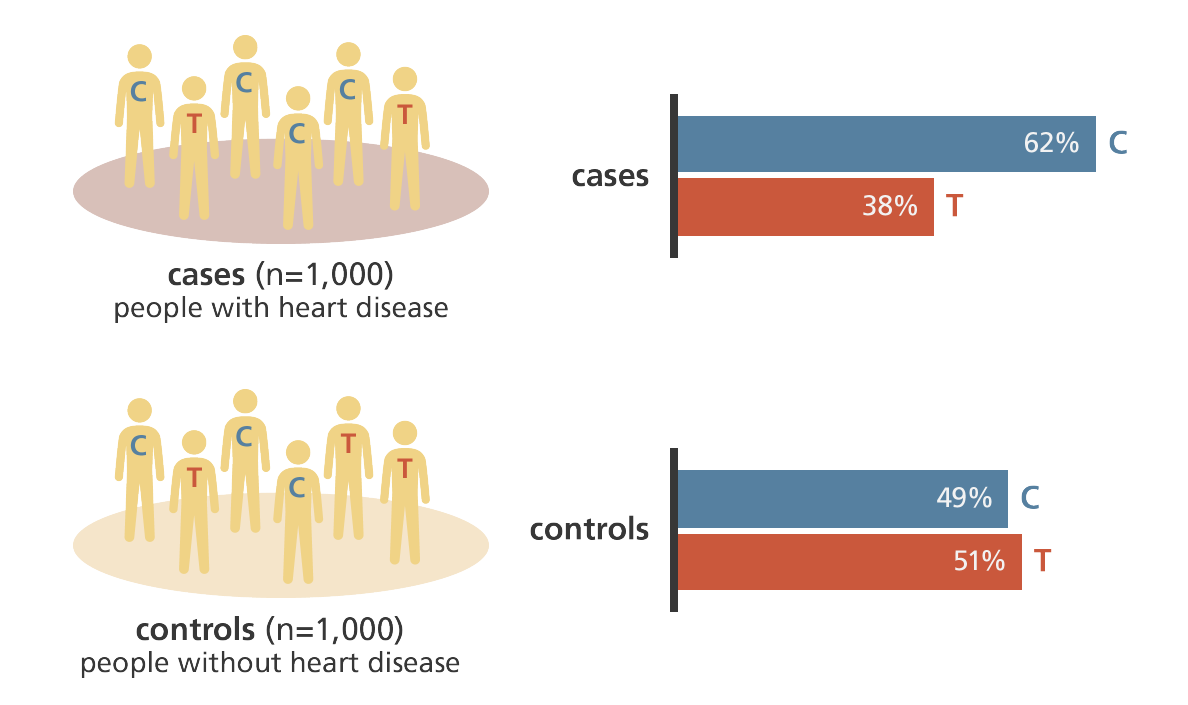 C
T
C
C
C
T
cases (n=1,000)
people with heart disease
cases
62% C
38% T
C
T
C
C
T
T
controls (n=1,000)
people without heart disease
controls
49% C
51% T